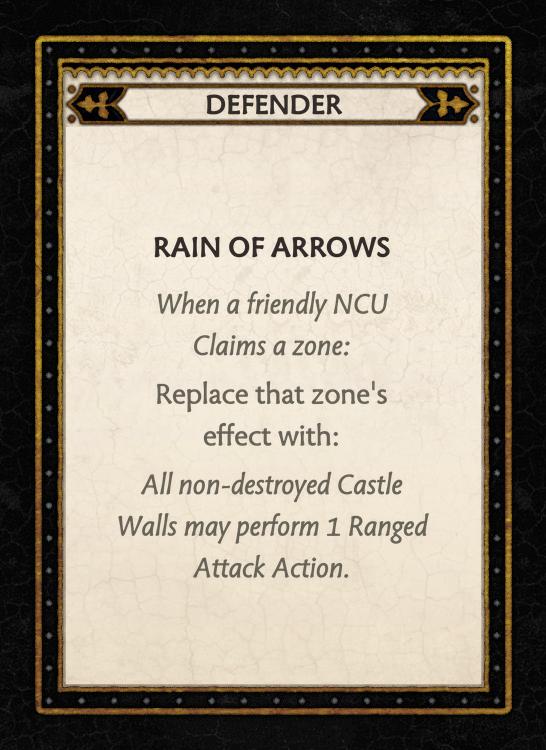 DEFENDER
RAIN OF ARROWS
When a friendly NCU
Claims a zone:
Replace that zone's
effect with:
All non-destroyed Castle
Walls may perform 1 Ranged
Attack Action.